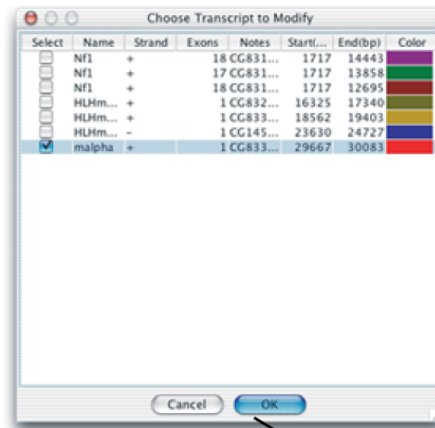 Choose Transcript to Modify
Select Name Strand Exons Notes Start(... End(bp) Color
Nf1 + 18 CG831... 1717 14443
Nf1 + 17 CG831... 1717 13858
Nf1 + 18 CG831... 1717 12695
HLHm... + 1 CG832... 16325 17340
HLHm... + 1 CG833... 18562 19403
HLHm... – 1 CG145... 23630 24727
malpha + 1 CG833... 29667 30083
Cancel OK